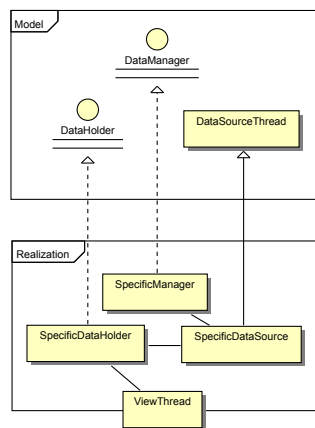 Model
DataManager
DataHolder
DataSourceThread
Realization
SpecificManager
SpecificDataHolder
SpecificDataSource
ViewThread